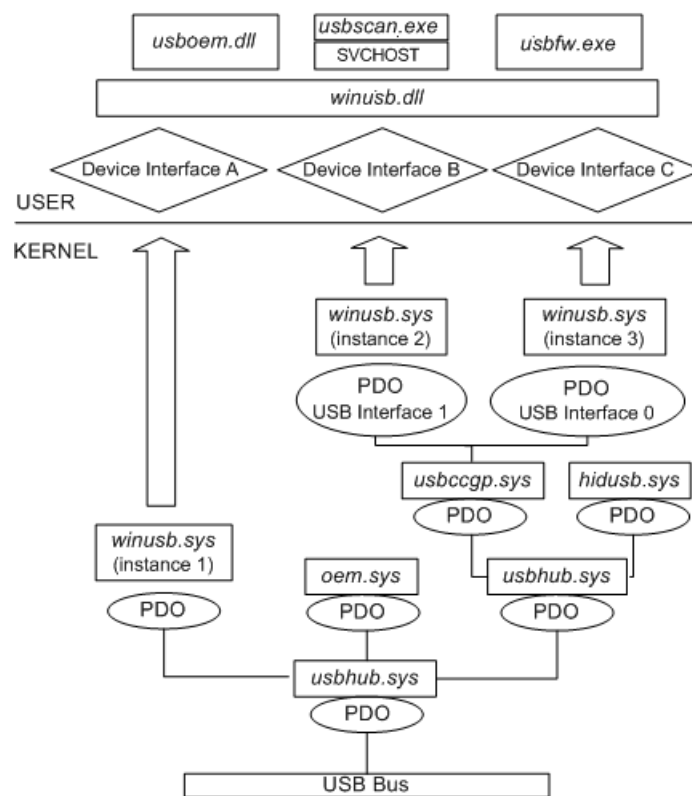 usboem.dll
usbscan.exe
SVCHOST
usbfw.exe
winusb.dll
Device Interface A
Device Interface B
Device Interface C
USER
KERNEL
winusb.sys
(instance 2)
winusb.sys
(instance 3)
PDO
USB Interface 1
PDO
USB Interface 0
usbccgp.sys
hidusb.sys
PDO
PDO
winusb.sys
(instance 1)
oem.sys
usbhub.sys
PDO
PDO
PDO
usbhub.sys
PDO
USB Bus